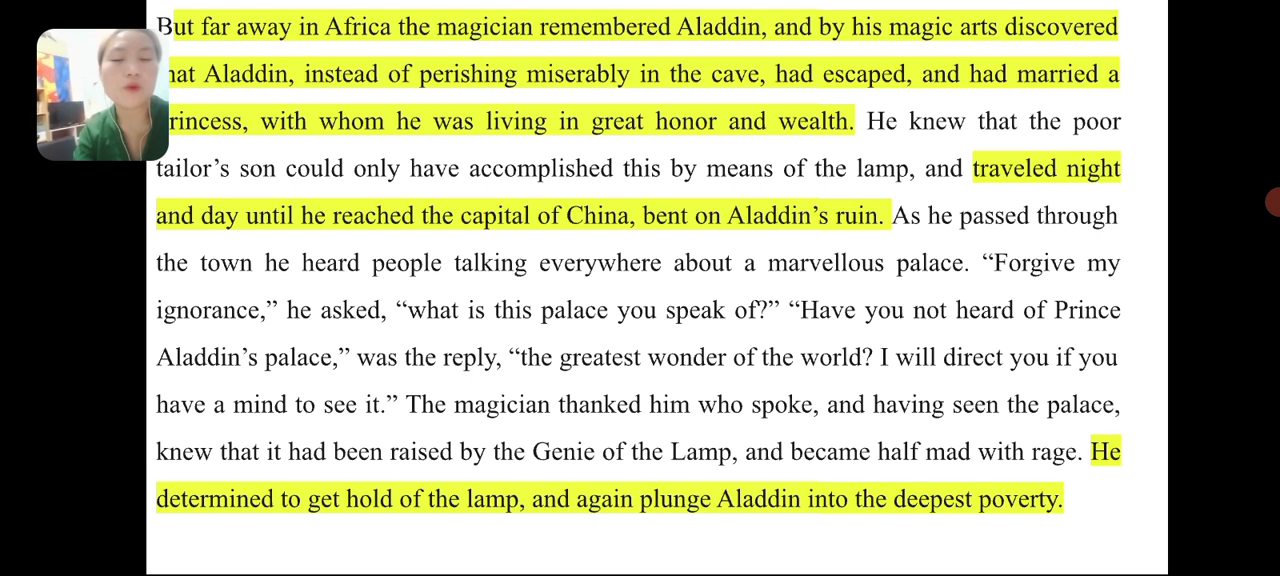 But far away in Africa the magician remembered Aladdin, and by his magic arts discovered
Aladdin, instead of perishing miserably in the cave, had escaped, and had married a
with whom he was living in great honor and wealth. He knew that the poor
tailor’s son could only have accomplished this by means of the lamp, and traveled night
and day until he reached the capital of China, bent on Aladdin’s ruin. As he passed through
the town he heard people talking everywhere about a marvellous palace. “Forgive my
ignorance,” he asked, “what is this palace you speak of?” “Have you not heard of Prince
Aladdin’s palace,” was the reply, “the greatest wonder of the world? I will direct you if you
have a mind to see it.” The magician thanked him who spoke, and having seen the palace,
knew that it had been raised by the Genie of the Lamp, and became half mad with rage. He
determined to get hold of the lamp, and again plunge Aladdin into the deepest poverty.